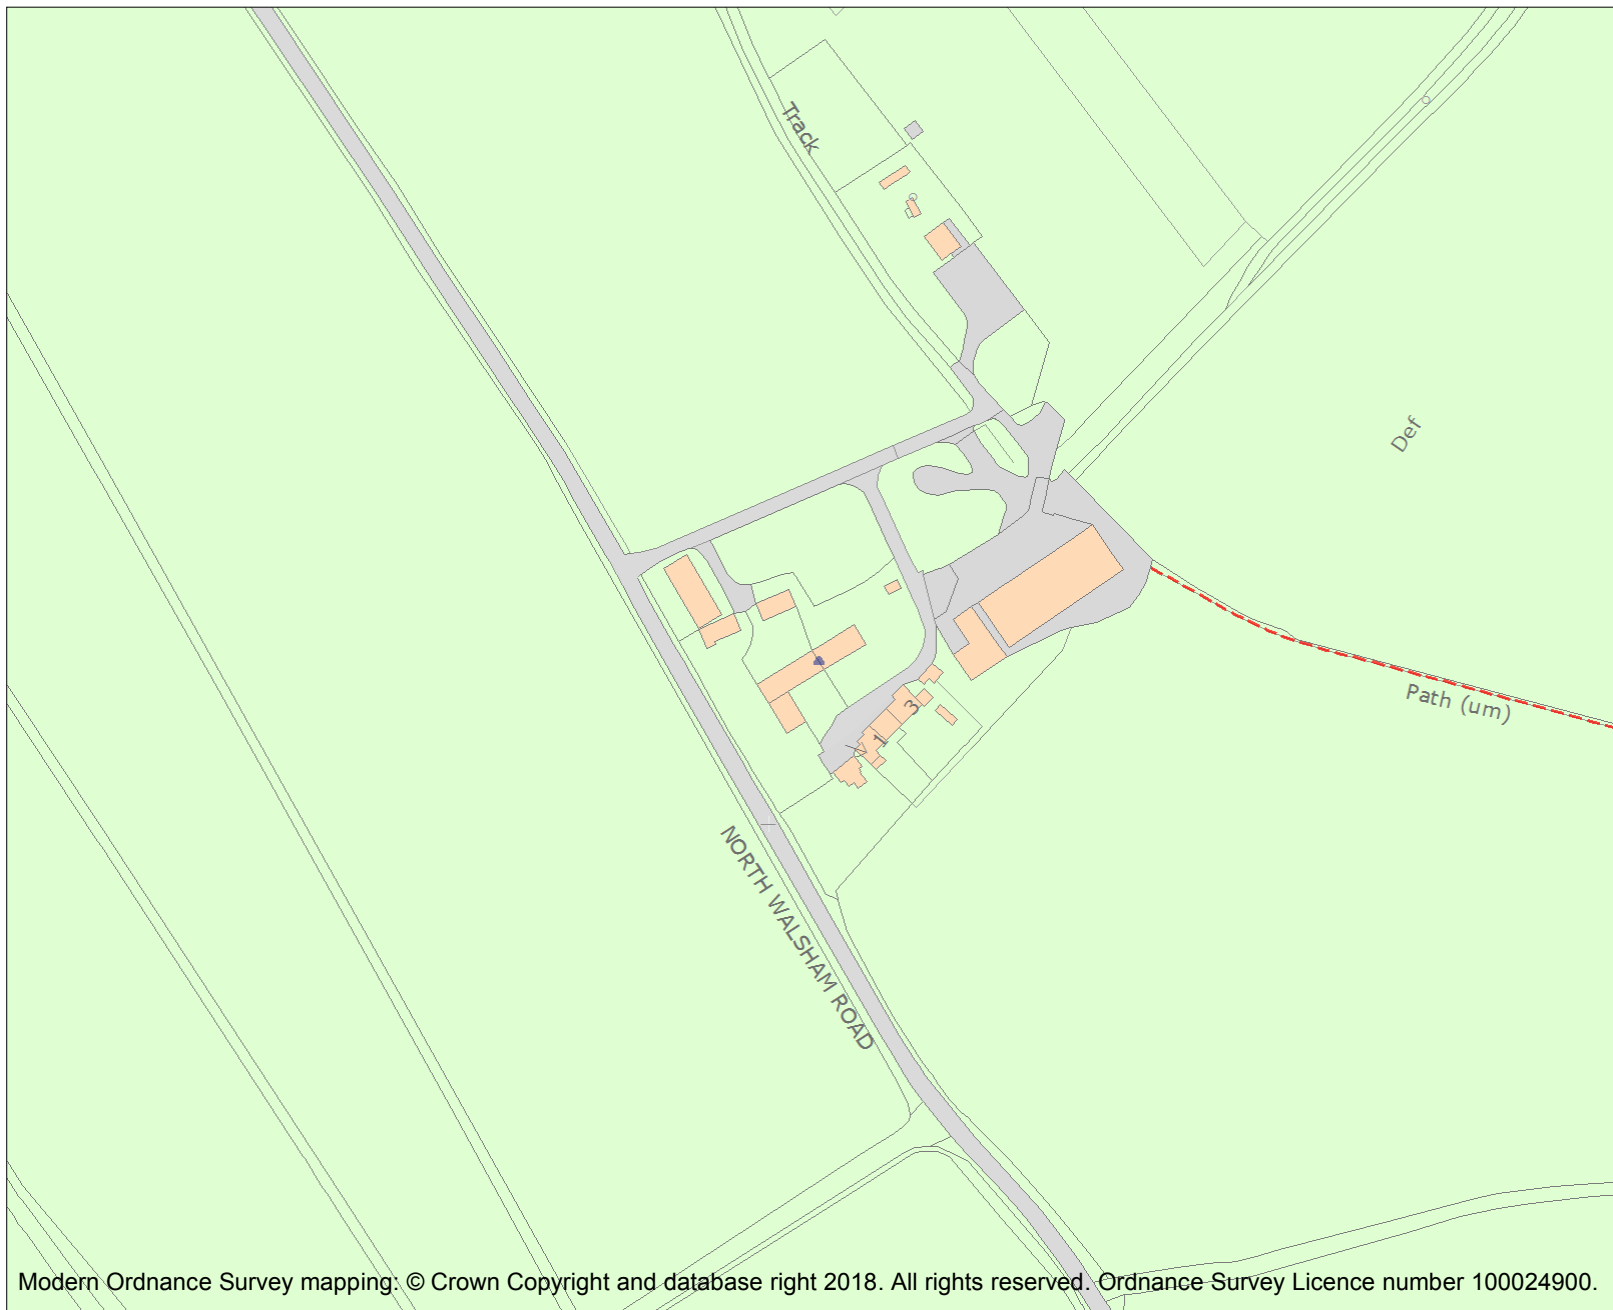 Track
Def
Path (um)
3
1
NORTH WALSHAM ROAD
Modern Ordnance Survey mapping: © Crown Copyright and database right 2018. All rights reserved. Ordnance Survey Licence number 100024900.